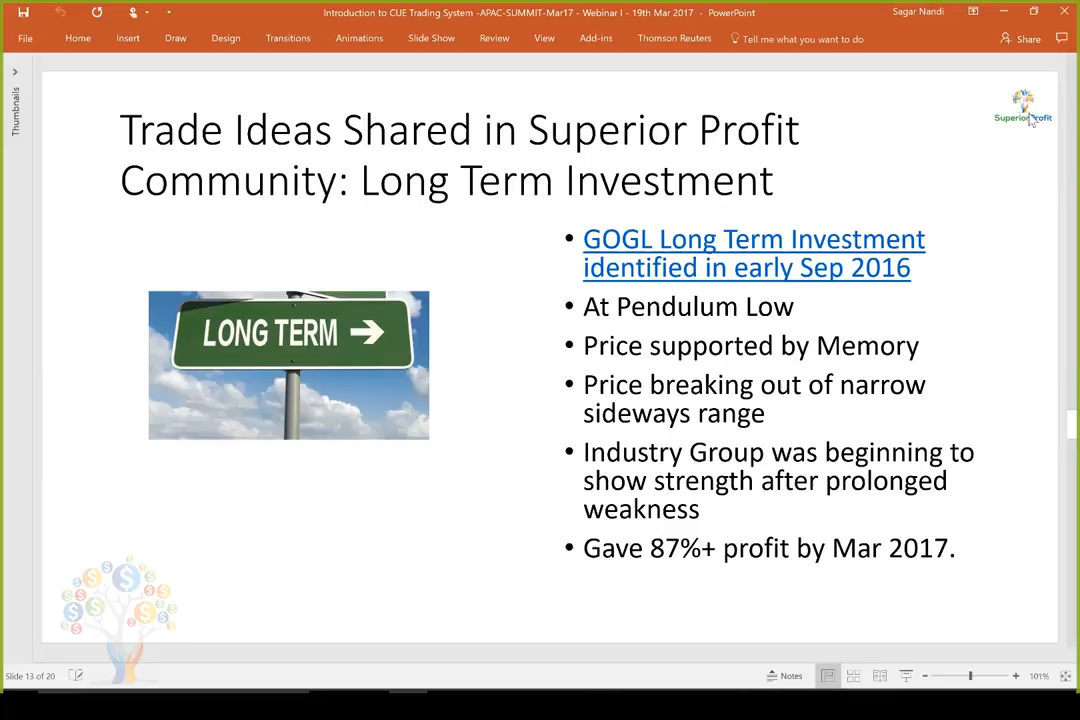 Introduction to CUE Trading System -APAC-SUMMIT-Mar17 - Webinar I - 19th Mar 2017 - PowerPoint
Sagar Nandi
File Home Insert Draw Design Transitions Animations Slide Show Review View Add-ins Thomson Reuters Tell me what you want to do Share
Thumbnails
Superior Profit
Trade Ideas Shared in Superior Profit
Community: Long Term Investment
LONG TERM
• GOGL Long Term Investment
identified in early Sep 2016
• At Pendulum Low
• Price supported by Memory
• Price breaking out of narrow
sideways range
• Industry Group was beginning to
show strength after prolonged
weakness
• Gave 87%+ profit by Mar 2017.
Slide 13 of 20
Notes
101%